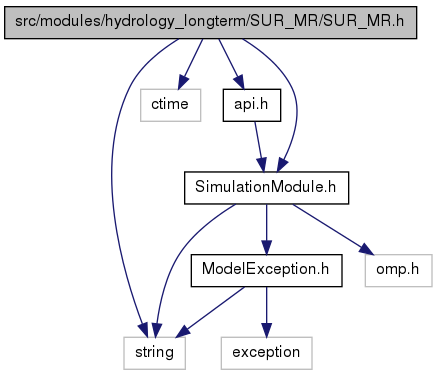 src/modules/hydrology_longterm/SUR_MR/SUR_MR.h
ctime
api.h
SimulationModule.h
ModelException.h
omp.h
string
exception